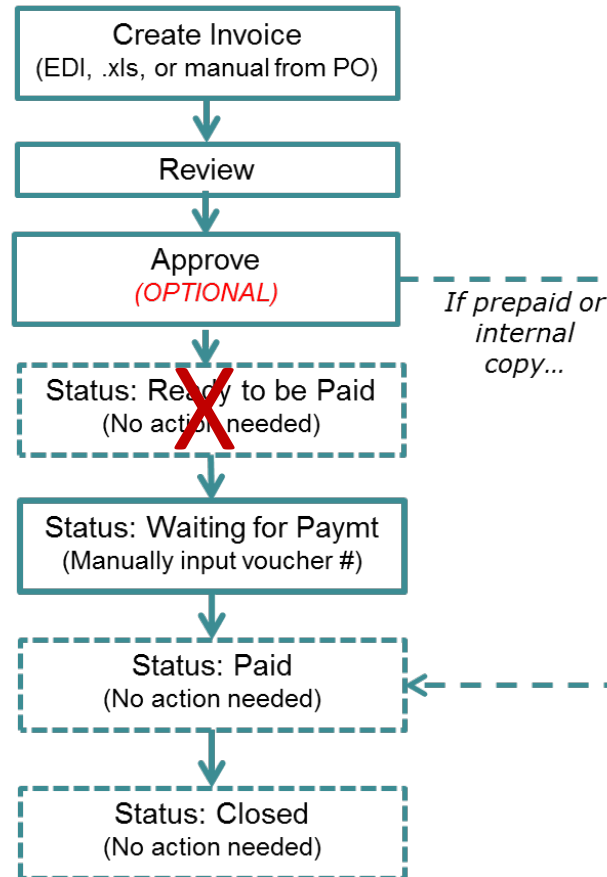 Create Invoice
(EDI, .xls, or manual from PO)
Review
Approve
(OPTIONAL)
If prepaid or
internal
copy...
Status: Ready to be Paid
(No action needed)
X
Status: Waiting for Paymt
(Manually input voucher #)
Status: Paid
(No action needed)
Status: Closed
(No action needed)